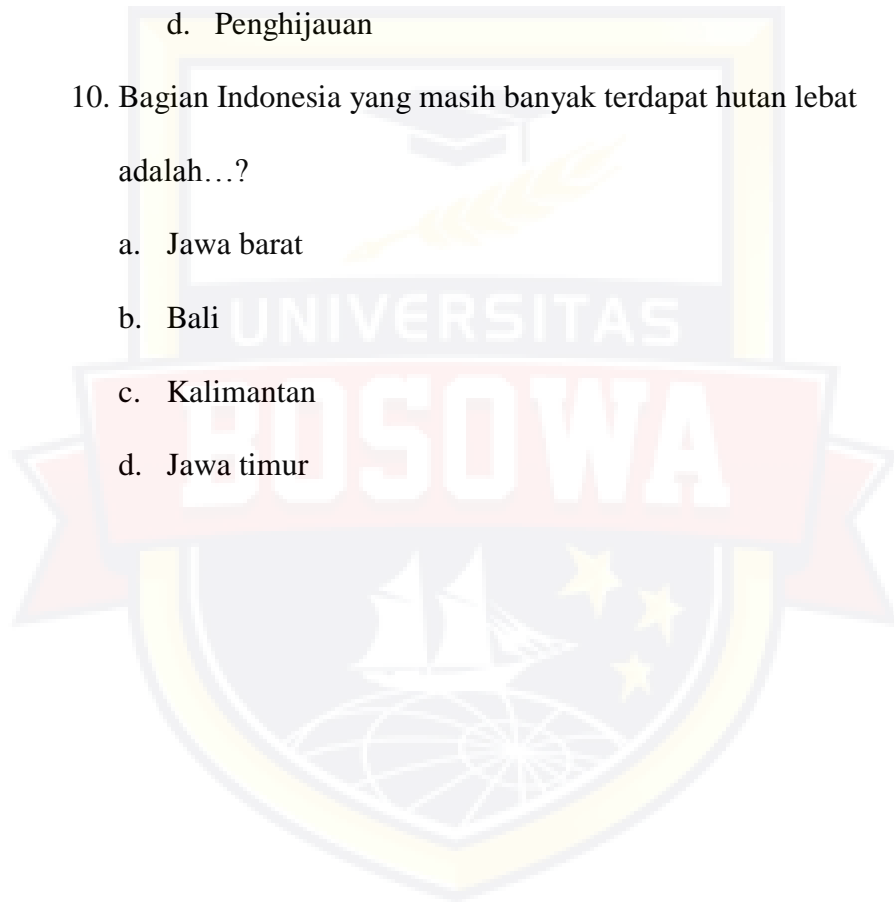 d. Penghijauan
10. Bagian Indonesia yang masih banyak terdapat hutan lebat
adalah…?
a. Jawa barat
b. Bali
c. Kalimantan
d. Jawa timur
UNIVERSITAS
BOSOWA